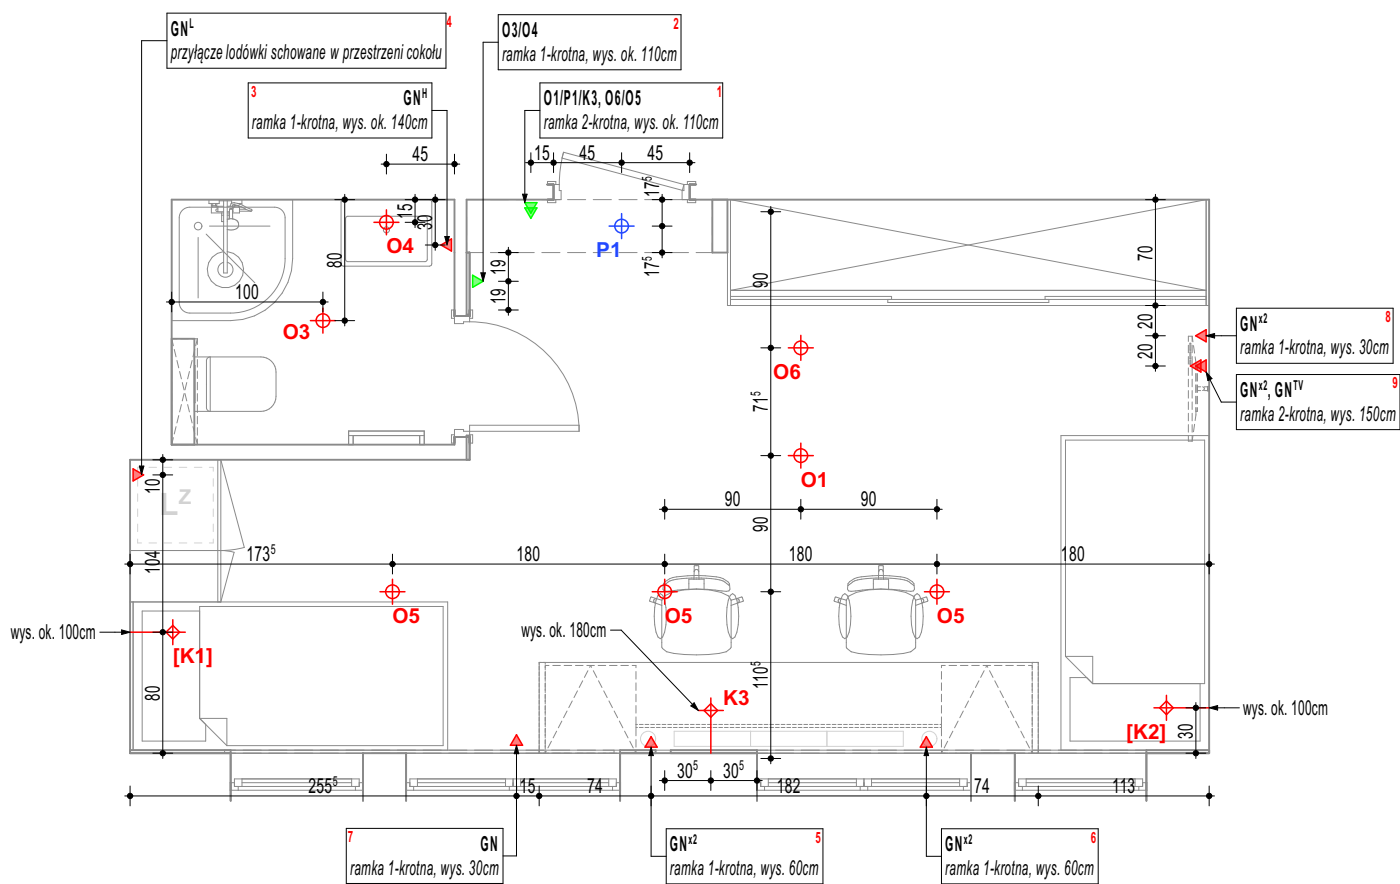 GNᴸ 4
przyłącze lodówki schowane w przestrzeni cokołu
O3/O4 2
ramka 1-krotna, wys. ok. 110cm
3 GNᴴ
ramka 1-krotna, wys. ok. 140cm
O1/P1/K3, O6/O5 1
ramka 2-krotna, wys. ok. 110cm
45
15 45 45
17⁵
15
30
80
O4
P1
17⁵
19
19
90
70
100
O3
20
20
GNˣ² 8
ramka 1-krotna, wys. 30cm
O6
GNˣ², GNᵀⱽ 9
ramka 2-krotna, wys. 150cm
71⁵
O1
10
Lᶻ
90 90
90
104
173⁵ 180 180 180
O5 O5 O5
wys. ok. 100cm
[K1]
wys. ok. 180cm
110⁵
80
K3
[K2]
wys. ok. 100cm
30
30⁵ 30⁵
255⁵ 15 74 182 74 113
7 GN
ramka 1-krotna, wys. 30cm
GNˣ² 5
ramka 1-krotna, wys. 60cm
GNˣ² 6
ramka 1-krotna, wys. 60cm